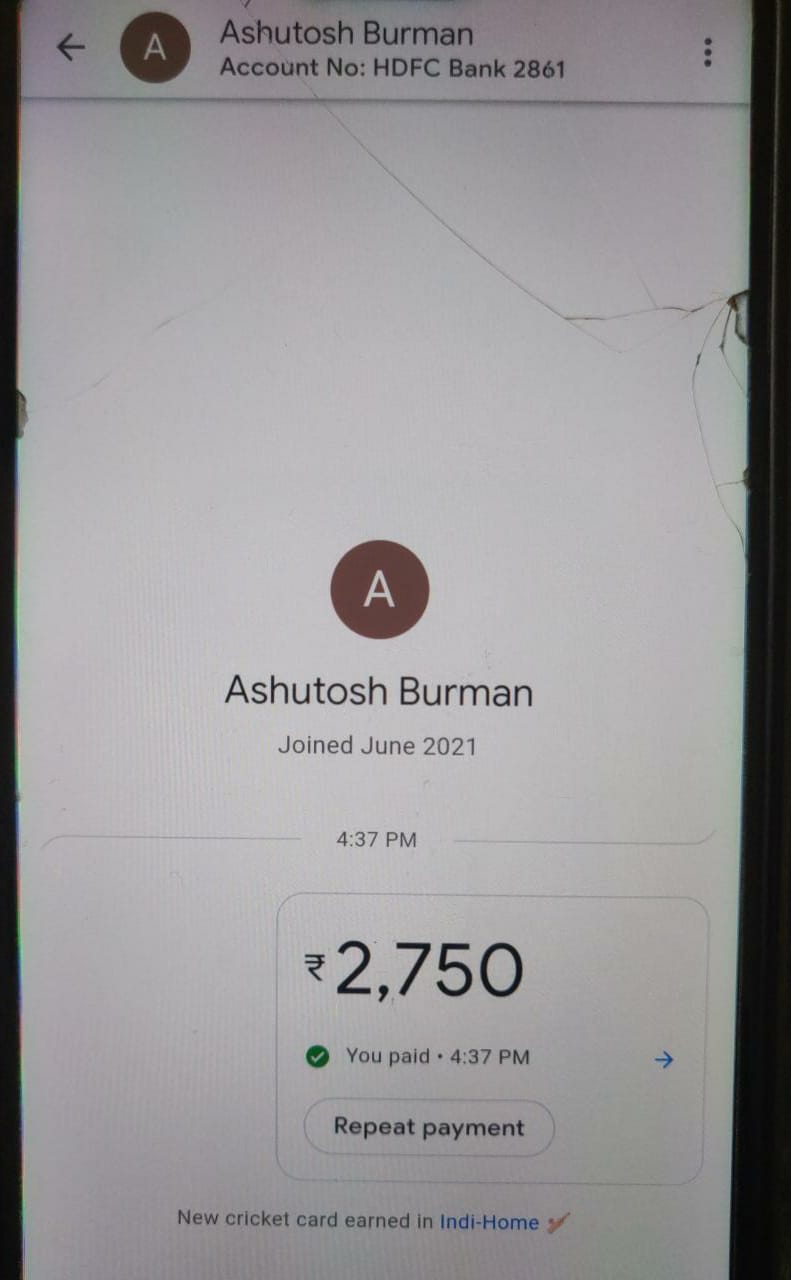 A
Ashutosh Burman
Account No: HDFC Bank 2861
A
Ashutosh Burman
Joined June 2021
4:37 PM
₹2,750
You paid • 4:37 PM
Repeat payment
New cricket card earned in Indi-Home